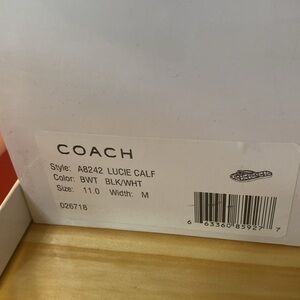 COACH
Style: A8242 LUCIE CALF
Color: BWT BLK/WHT
Size: 11.0 Width: M
026718
6 63360 85927 7